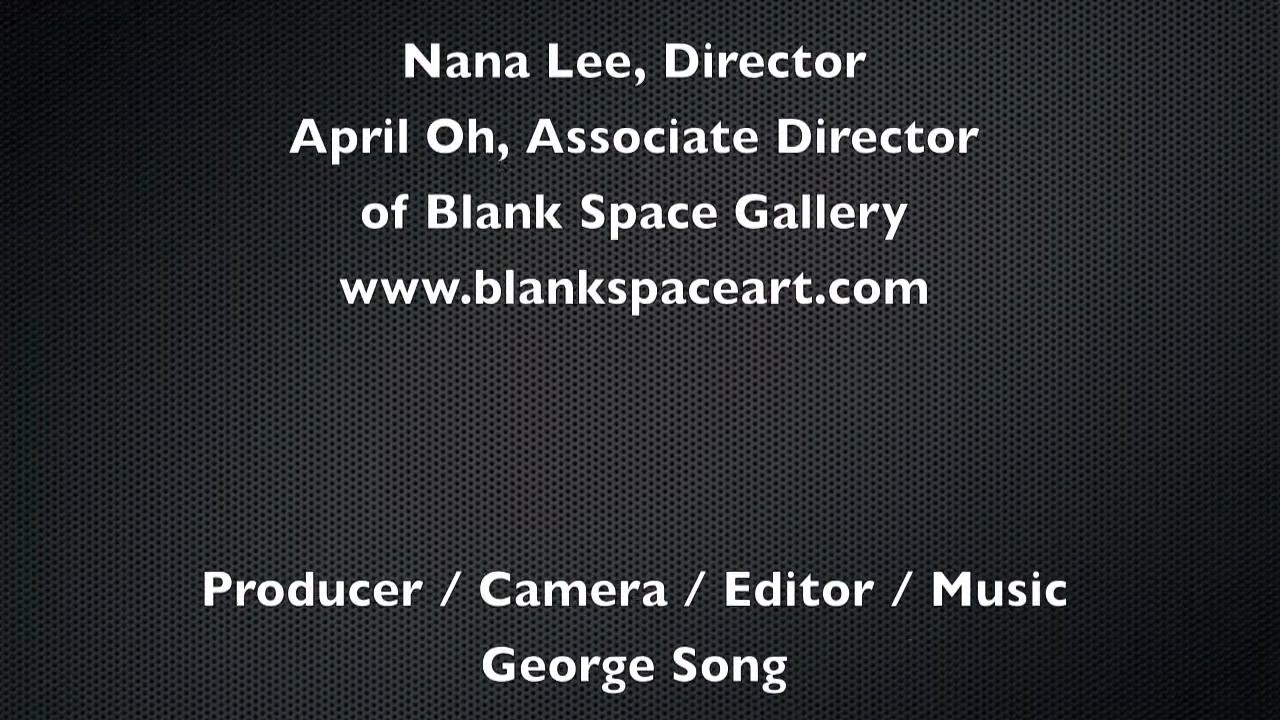 Nana Lee, Director
April Oh, Associate Director
of Blank Space Gallery
www.blankspaceart.com
Producer / Camera / Editor / Music
George Song